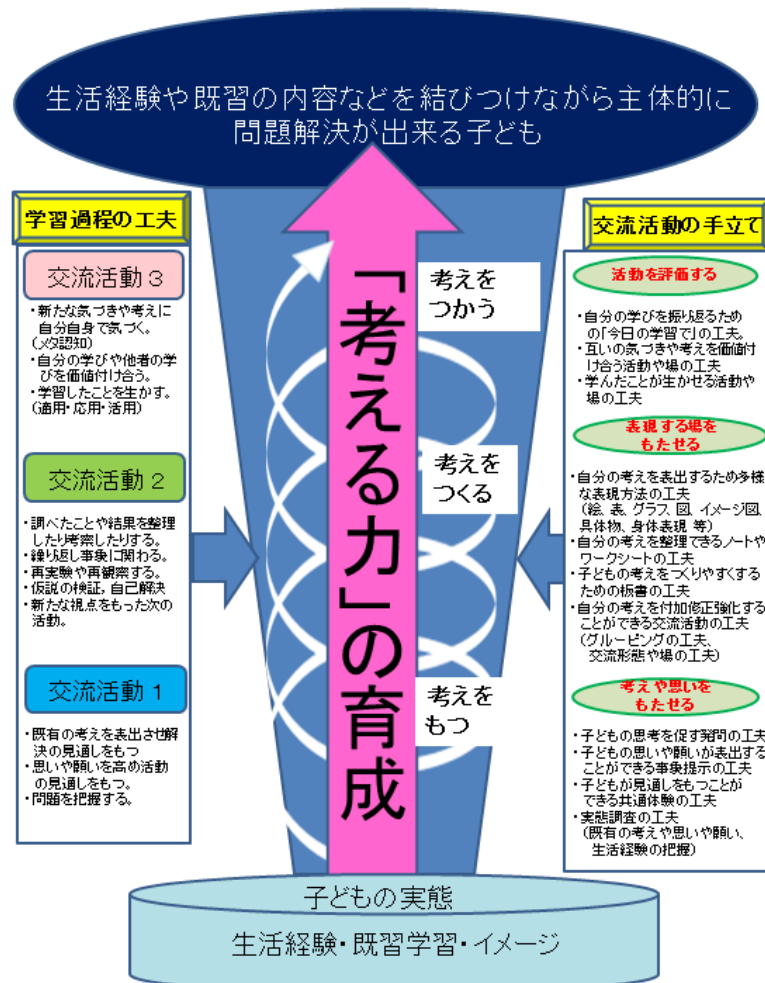 生活経験や既習の内容などを結びつけながら主体的に
問題解決が出来る子ども
学習過程の工夫
交流活動３
・新たな気づきや考えに
自分自身で気づく。
(メタ認知)
・自分の学びや他者の学
びを価値付け合う。
・学習したことを生かす。
(適用・応用・活用)
交流活動２
・調べたことや結果を整理
したり考察したりする。
・繰り返し事象に関わる。
・再実験や再観察する。
・仮説の検証，自己解決
・新たな視点をもった次の
活動。
交流活動１
・既有の考えを表出させ解
決の見通しをもつ
・思いや願いを高め活動
の見通しをもつ。
・問題を把握する。
「考える力」の育成
考えを
つかう
考えを
つくる
考えを
もつ
交流活動の手立て
活動を評価する
・自分の学びを振り返るため
の「今日の学習で」の工夫。
・互いの気づきや考えを価値付
け合う活動や場の工夫
・学んだことが生かせる活動や
場の工夫
表現する場を
もたせる
・自分の考えを表出するため多様
な表現方法の工夫
(絵、表、グラフ、図、イメージ図、
具体物、身体表現 等)
・自分の考えを整理できるノートや
ワークシートの工夫
・子どもの考えをつくりやすくする
ための板書の工夫
・自分の考えを付加修正強化する
ことができる交流活動の工夫
(グルーピングの工夫、
交流形態や場の工夫)
考えや思いを
もたせる
・子どもの思考を促す発問の工夫
・子どもの思いや願いが表出する
ことができる事象提示の工夫
・子どもが見通しをもつことが
できる共通体験の工夫
・実態調査の工夫
(既有の考えや思いや願い、
生活経験の把握)
子どもの実態
生活経験・既習学習・イメージ